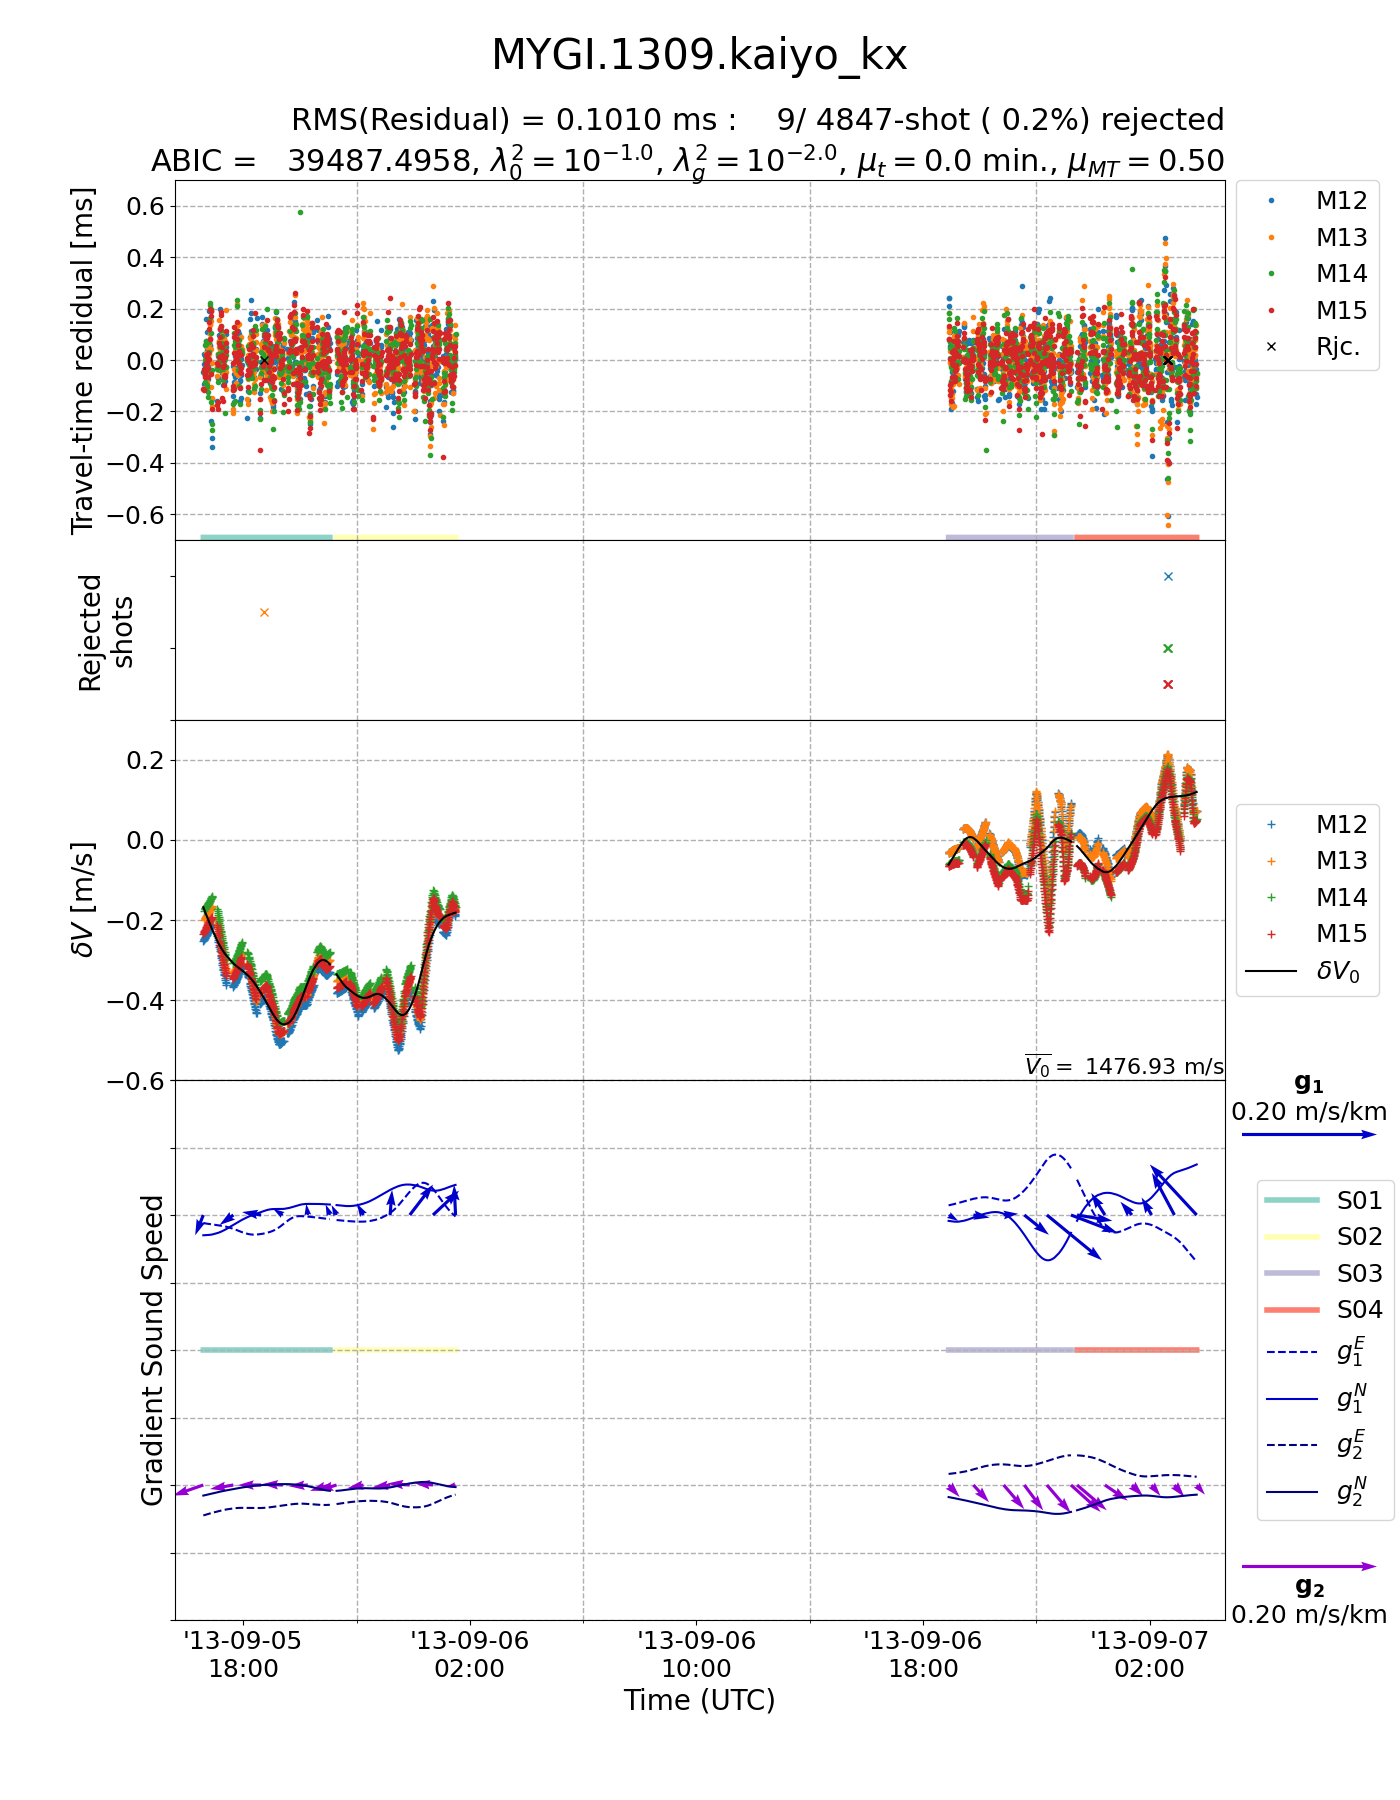 MYGI.1309.kaiyo_kx
RMS(Residual) = 0.1010 ms :    9/ 4847-shot ( 0.2%) rejected
ABIC =   39487.4958, λ₀² = 10^−1.0, λ_g² = 10^−2.0, μ_t = 0.0 min., μ_MT = 0.50
Travel-time redidual [ms]
0.6
0.4
0.2
0.0
−0.2
−0.4
−0.6
M12
M13
M14
M15
Rjc.
Rejected
shots
δV [m/s]
0.2
0.0
−0.2
−0.4
−0.6
V̅₀ = 1476.93 m/s
M12
M13
M14
M15
δV₀
Gradient Sound Speed
g₁
0.20 m/s/km
S01
S02
S03
S04
g₁^E
g₁^N
g₂^E
g₂^N
g₂
0.20 m/s/km
'13-09-05
18:00
'13-09-06
02:00
'13-09-06
10:00
'13-09-06
18:00
'13-09-07
02:00
Time (UTC)